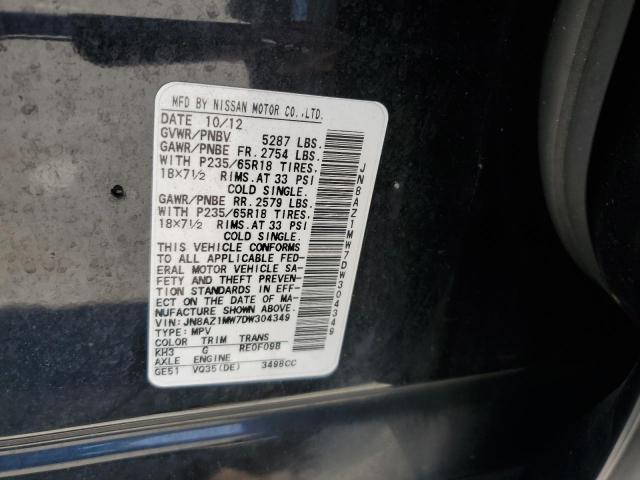 MFD BY NISSAN MOTOR CO.,LTD.
DATE 10/12
GVWR/PNBV 5287 LBS.
GAWR/PNBE FR. 2754 LBS.
WITH P235/65R18 TIRES,
18×7½ RIMS,AT 33 PSI
COLD SINGLE.
GAWR/PNBE RR. 2579 LBS.
WITH P235/65R18 TIRES,
18×7½ RIMS,AT 33 PSI
COLD SINGLE.
THIS VEHICLE CONFORMS
TO ALL APPLICABLE FED-
ERAL MOTOR VEHICLE SA-
FETY AND THEFT PREVEN-
TION STANDARDS IN EFF-
ECT ON THE DATE OF MA-
NUFACTURE SHOWN ABOVE.
VIN: JN8AZ1MW7DW304349
TYPE: MPV
COLOR TRIM TRANS
KH3 G RE0F09B
AXLE ENGINE
GE51 VQ35(DE) 3498CC
JN8AZ1MW7DW304349